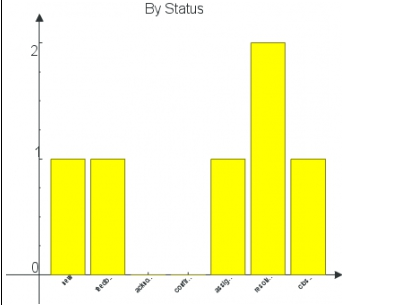 By Status
2
1
0
new
feedb..
ackno..
confir..
assig..
resolv..
clos..